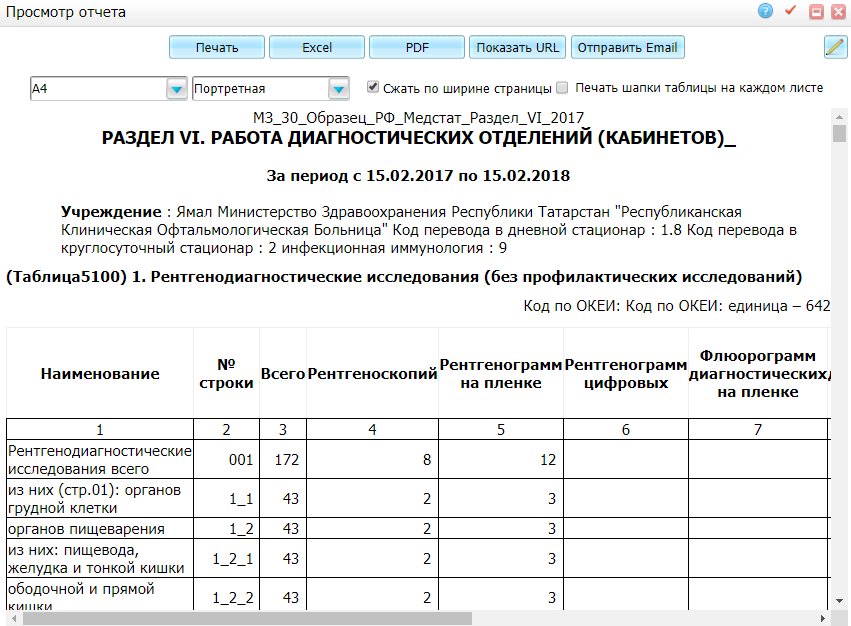 Просмотр отчета
Печать Excel PDF Показать URL Отправить Email
A4 Портретная Сжать по ширине страницы Печать шапки таблицы на каждом листе
МЗ_30_Образец_РФ_Медстат_Раздел_VI_2017
РАЗДЕЛ VI. РАБОТА ДИАГНОСТИЧЕСКИХ ОТДЕЛЕНИЙ (КАБИНЕТОВ)_
За период с 15.02.2017 по 15.02.2018
Учреждение : Ямал Министерство Здравоохранения Республики Татарстан "Республиканская
Клиническая Офтальмологическая Больница" Код перевода в дневной стационар : 1.8 Код перевода в
круглосуточный стационар : 2 инфекционная иммунология : 9
(Таблица5100) 1. Рентгенодиагностические исследования (без профилактических исследований)
Код по ОКЕИ: Код по ОКЕИ: единица – 642
Наименование № строки Всего Рентгеноскопий Рентгенограмм на пленке Рентгенограмм цифровых Флюорограмм диагностических на пленке
1 2 3 4 5 6 7
Рентгенодиагностические
исследования всего 001 172 8 12
из них (стр.01): органов
грудной клетки 1_1 43 2 3
органов пищеварения 1_2 43 2 3
из них: пищевода,
желудка и тонкой кишки 1_2_1 43 2 3
ободочной и прямой
кишки 1_2_2 43 2 3